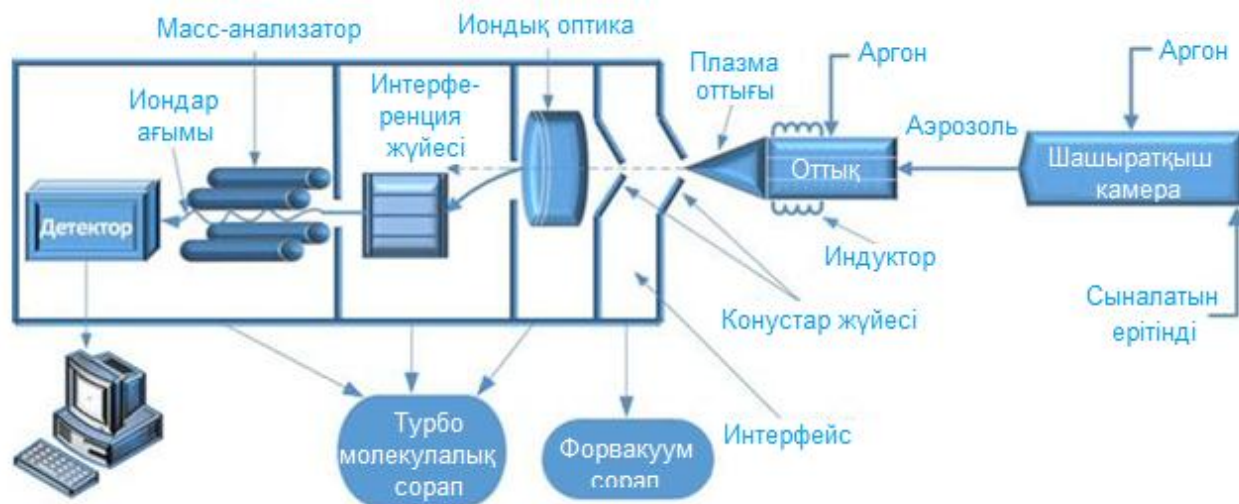 Масс-анализатор
Иондық оптика
Аргон
Аргон
Плазма
оттығы
Интерфе-
ренция
жүйесі
Иондар
ағымы
Аэрозоль
Оттық
Шашыратқыш
камера
Детектор
Индуктор
Конустар жүйесі
Сыналатын
ерітінді
Турбо
молекулалық
сорап
Форвакуум
сорап
Интерфейс